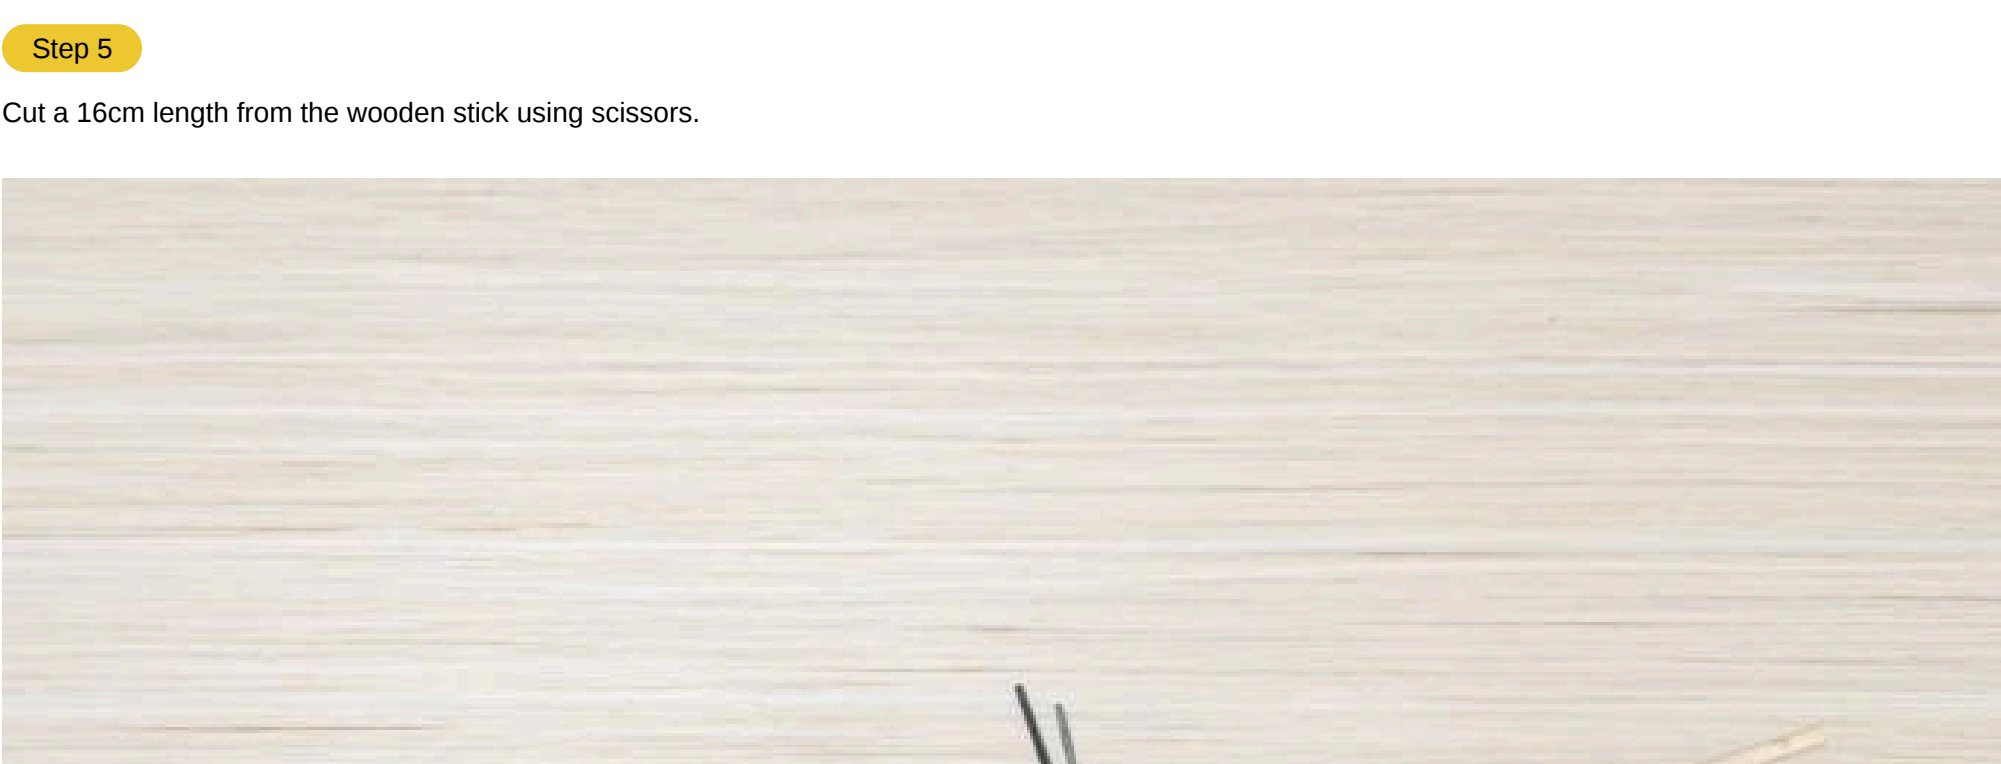 Step 5
Cut a 16cm length from the wooden stick using scissors.